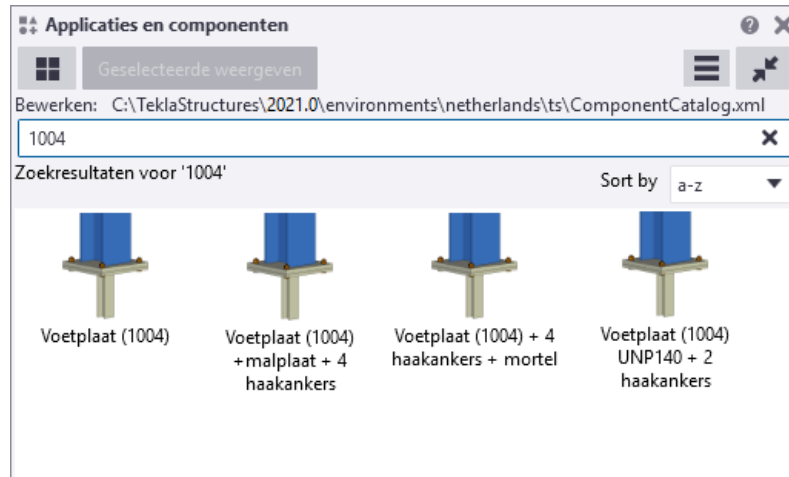 Applicaties en componenten
Geselecteerde weergeven
Bewerken: C:\TeklaStructures\2021.0\environments\netherlands\ts\ComponentCatalog.xml
1004
Zoekresultaten voor '1004'
Sort by a-z
Voetplaat (1004)
Voetplaat (1004)
+malplaat + 4
haakankers
Voetplaat (1004) + 4
haakankers + mortel
Voetplaat (1004)
UNP140 + 2
haakankers